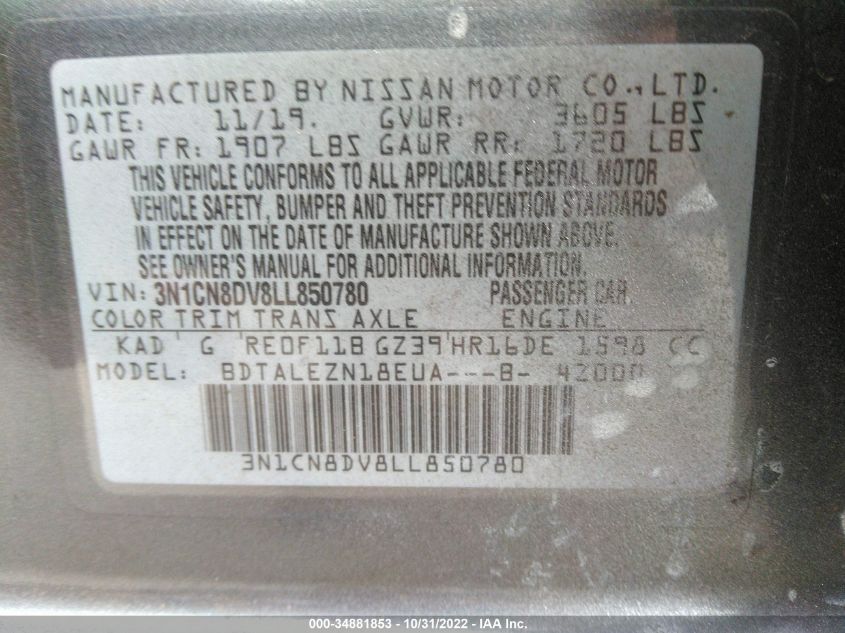 MANUFACTURED BY NISSAN MOTOR CO., LTD.
DATE: 11/19. GVWR: 3605 LBS
GAWR FR: 1907 LBS GAWR RR: 1720 LBS
THIS VEHICLE CONFORMS TO ALL APPLICABLE FEDERAL MOTOR
VEHICLE SAFETY, BUMPER AND THEFT PREVENTION STANDARDS
IN EFFECT ON THE DATE OF MANUFACTURE SHOWN ABOVE.
SEE OWNER'S MANUAL FOR ADDITIONAL INFORMATION.
VIN: 3N1CN8DV8LL850780 PASSENGER CAR
COLOR TRIM TRANS AXLE ENGINE
KAD G RE0F11B GZ39 HR16DE 1598 CC
MODEL: BDTALEZN18EUA---B- 42000
3N1CN8DV8LL850780
000-34881853 - 10/31/2022 - IAA Inc.